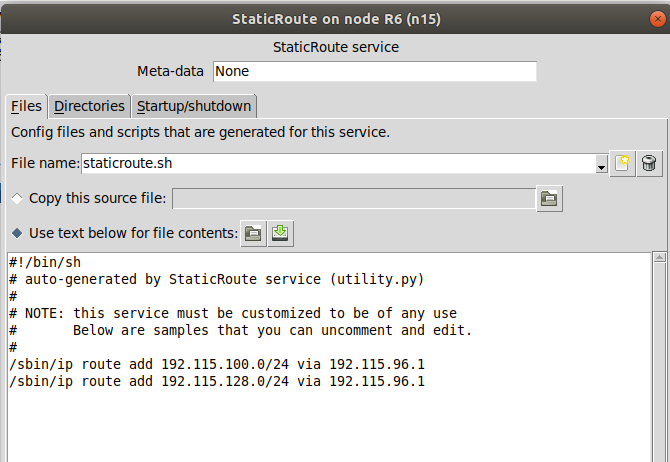 StaticRoute on node R6 (n15)
StaticRoute service
Meta-data None
Files Directories Startup/shutdown
Config files and scripts that are generated for this service.
File name: staticroute.sh
Copy this source file:
Use text below for file contents:
#!/bin/sh
# auto-generated by StaticRoute service (utility.py)
#
# NOTE: this service must be customized to be of any use
#       Below are samples that you can uncomment and edit.
#
/sbin/ip route add 192.115.100.0/24 via 192.115.96.1
/sbin/ip route add 192.115.128.0/24 via 192.115.96.1